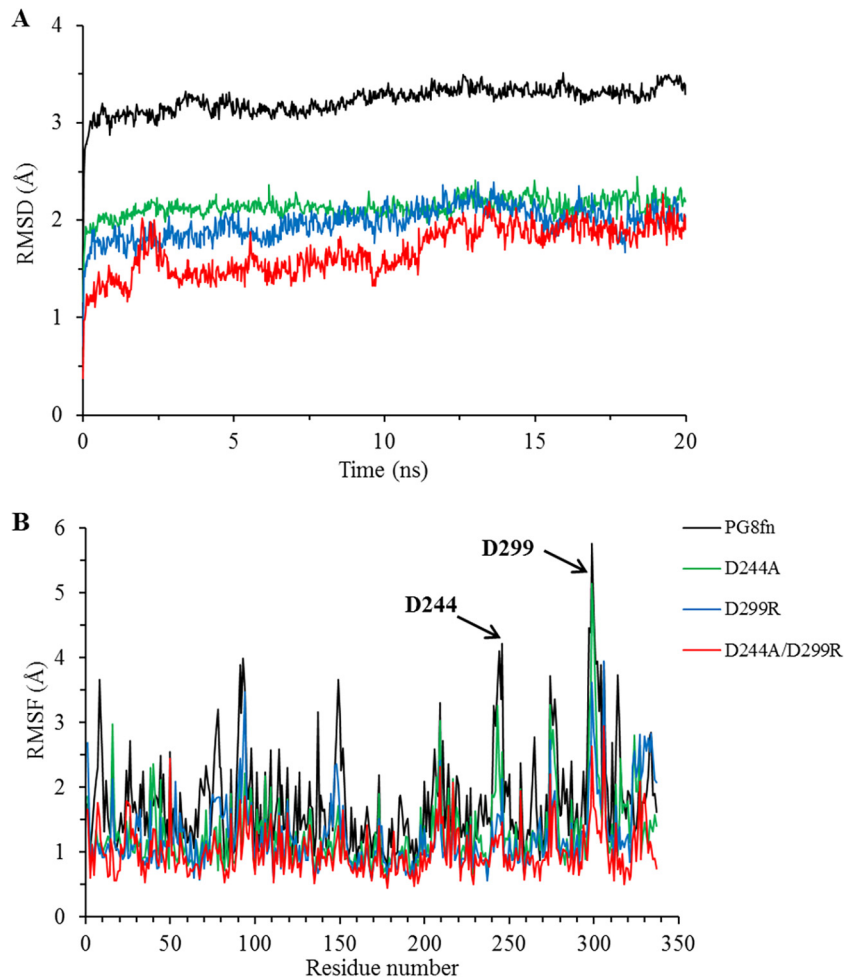 A
4
3
2
1
0
RMSD (Å)
0 5 10 15 20
Time (ns)
B
6
5
4
3
2
1
0
RMSF (Å)
D299
D244
PG8fn
D244A
D299R
D244A/D299R
0 50 100 150 200 250 300 350
Residue number